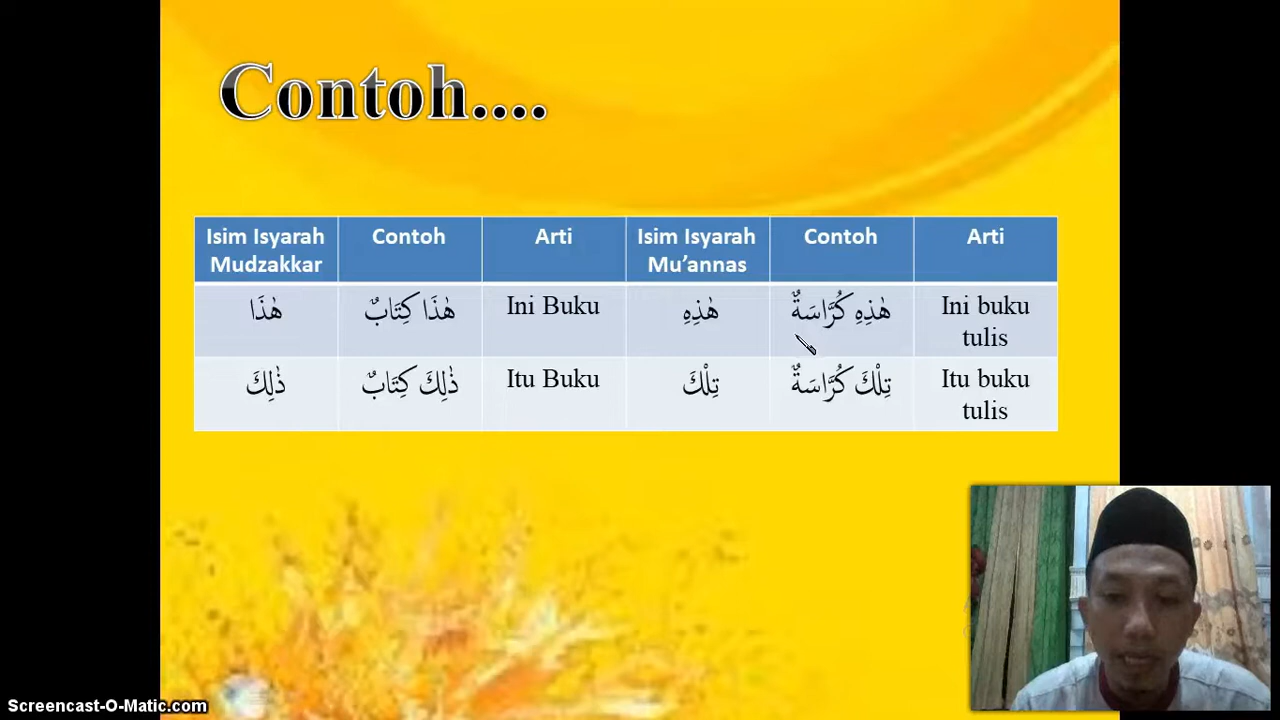 Contoh....
Isim Isyarah Mudzakkar	Contoh	Arti	Isim Isyarah Mu’annas	Contoh	Arti
هٰذَا	هٰذَا كِتَابٌ	Ini Buku	هٰذِهِ	هٰذِهِ كُرَّاسَةٌ	Ini buku tulis
ذٰلِكَ	ذٰلِكَ كِتَابٌ	Itu Buku	تِلْكَ	تِلْكَ كُرَّاسَةٌ	Itu buku tulis
Screencast-O-Matic.com